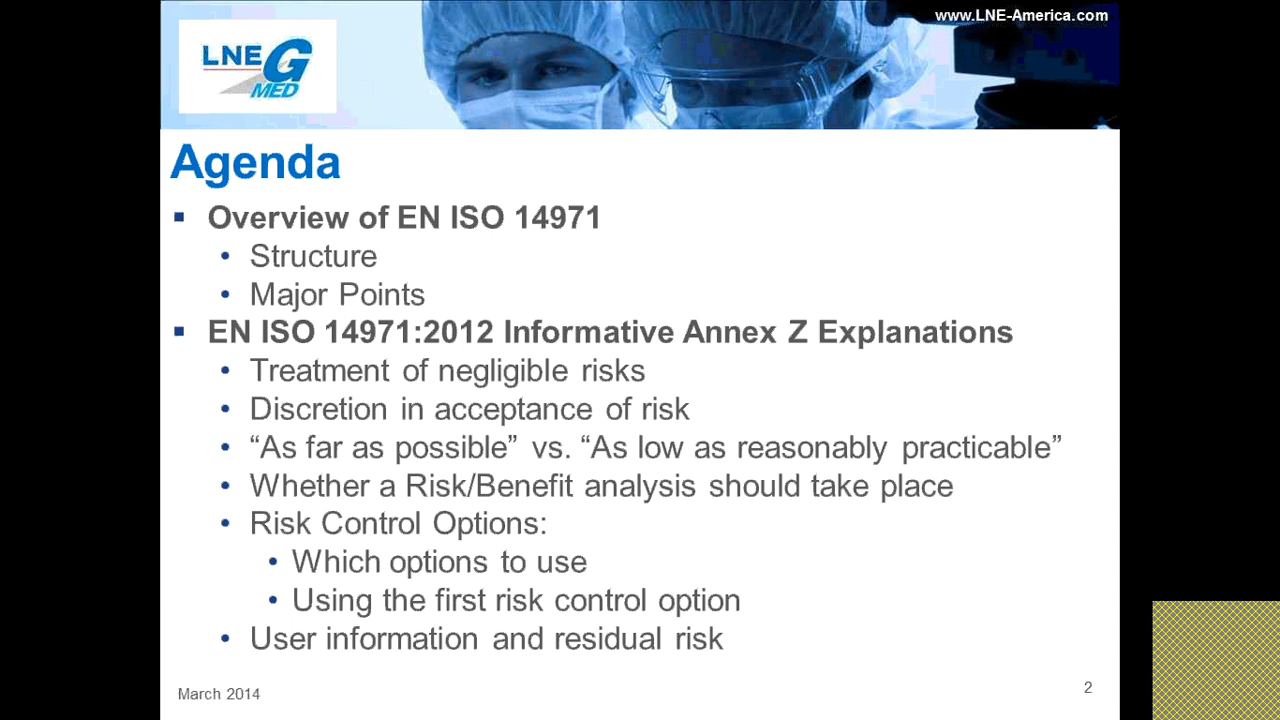 www.LNE-America.com
LNE G
MED
Agenda
▪ Overview of EN ISO 14971
• Structure
• Major Points
▪ EN ISO 14971:2012 Informative Annex Z Explanations
• Treatment of negligible risks
• Discretion in acceptance of risk
• “As far as possible” vs. “As low as reasonably practicable”
• Whether a Risk/Benefit analysis should take place
• Risk Control Options:
• Which options to use
• Using the first risk control option
• User information and residual risk
March 2014
2